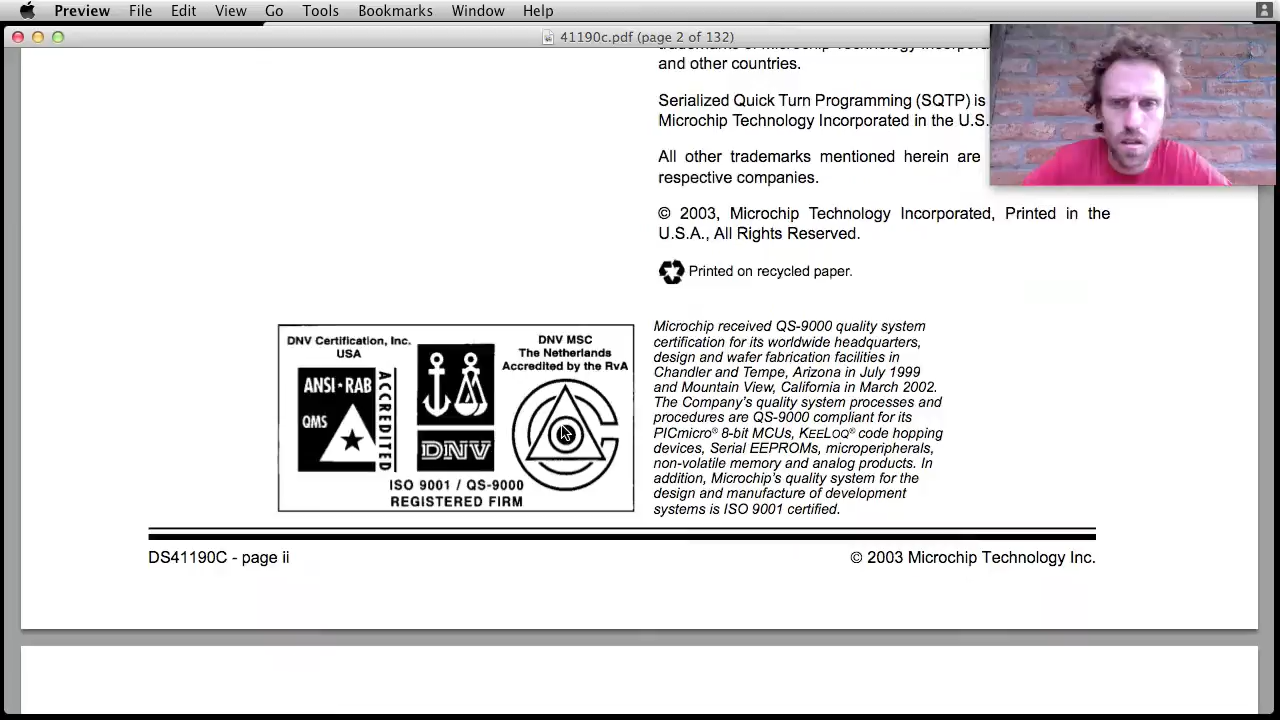 Preview File Edit View Go Tools Bookmarks Window Help
41190c.pdf (page 2 of 132)
and other countries.
Serialized Quick Turn Programming (SQTP) is
Microchip Technology Incorporated in the U.S.
All other trademarks mentioned herein are
respective companies.
© 2003, Microchip Technology Incorporated, Printed in the
U.S.A., All Rights Reserved.
Printed on recycled paper.
DNV Certification, Inc.
USA
ANSI • RAB
QMS
ACCREDITED
DNV
DNV MSC
The Netherlands
Accredited by the RvA
ISO 9001 / QS-9000
REGISTERED FIRM
Microchip received QS-9000 quality system
certification for its worldwide headquarters,
design and wafer fabrication facilities in
Chandler and Tempe, Arizona in July 1999
and Mountain View, California in March 2002.
The Company's quality system processes and
procedures are QS-9000 compliant for its
PICmicro® 8-bit MCUs, KEELOQ® code hopping
devices, Serial EEPROMs, microperipherals,
non-volatile memory and analog products. In
addition, Microchip's quality system for the
design and manufacture of development
systems is ISO 9001 certified.
DS41190C - page ii
© 2003 Microchip Technology Inc.